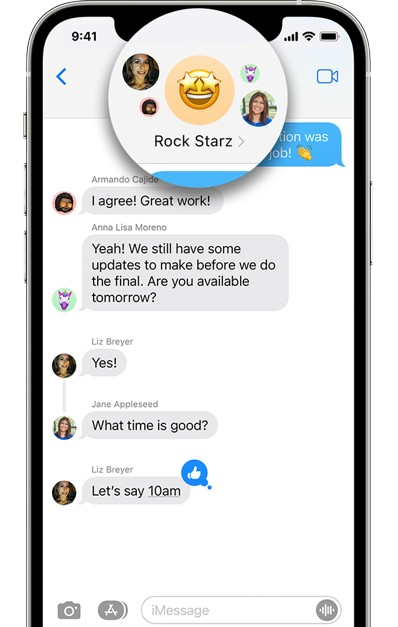 9:41
Rock Starz
tion was
job! 👏
Armando Cajide
I agree! Great work!
Anna Lisa Moreno
Yeah! We still have some
updates to make before we do
the final. Are you available
tomorrow?
Liz Breyer
Yes!
Jane Appleseed
What time is good?
Liz Breyer
Let's say 10am
iMessage